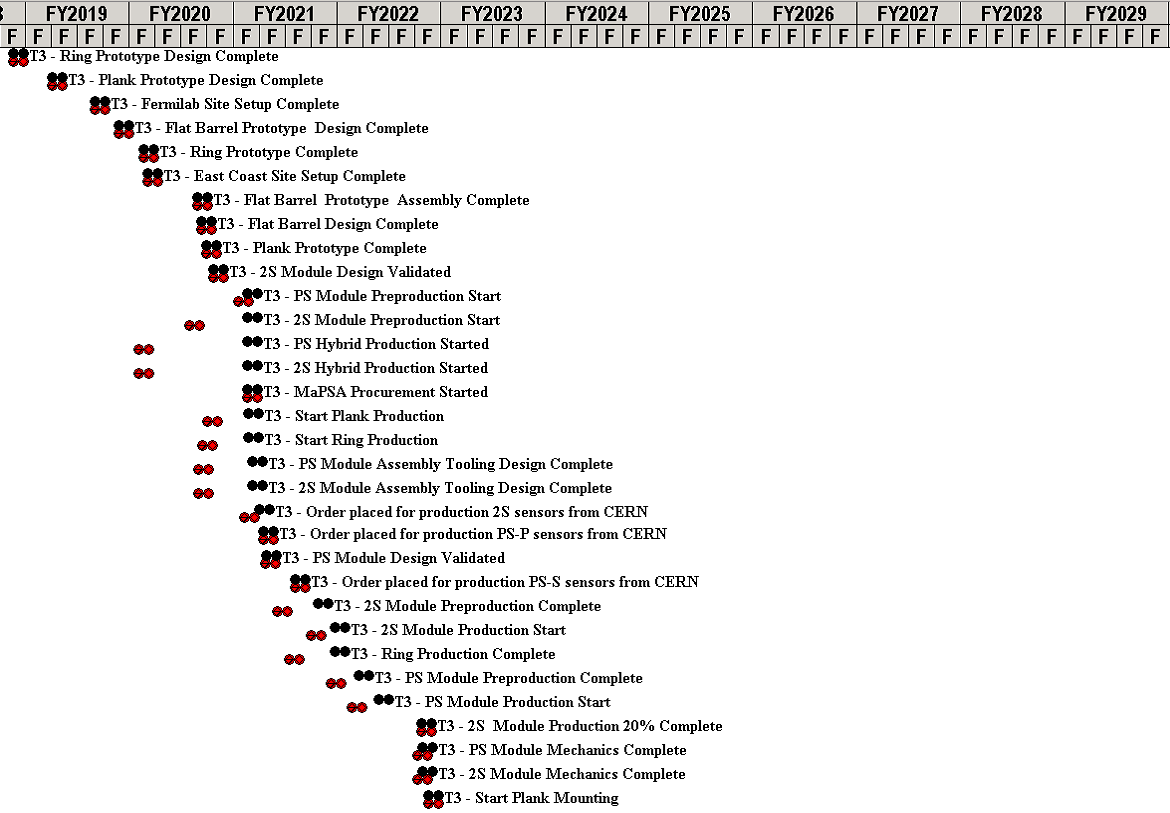 FY2019 FY2020 FY2021 FY2022 FY2023 FY2024 FY2025 FY2026 FY2027 FY2028 FY2029
F F F F F F F F F F F F F F F F F F F F F F F F F F F F F F F F F F F F F F F F F F F F F
T3 - Ring Prototype Design Complete
T3 - Plank Prototype Design Complete
T3 - Fermilab Site Setup Complete
T3 - Flat Barrel Prototype  Design Complete
T3 - Ring Prototype Complete
T3 - East Coast Site Setup Complete
T3 - Flat Barrel  Prototype  Assembly Complete
T3 - Flat Barrel Design Complete
T3 - Plank Prototype Complete
T3 - 2S Module Design Validated
T3 - PS Module Preproduction Start
T3 - 2S Module Preproduction Start
T3 - PS Hybrid Production Started
T3 - 2S Hybrid Production Started
T3 - MaPSA Procurement Started
T3 - Start Plank Production
T3 - Start Ring Production
T3 - PS Module Assembly Tooling Design Complete
T3 - 2S Module Assembly Tooling Design Complete
T3 - Order placed for production 2S sensors from CERN
T3 - Order placed for production PS-P sensors from CERN
T3 - PS Module Design Validated
T3 - Order placed for production PS-S sensors from CERN
T3 - 2S Module Preproduction Complete
T3 - 2S Module Production Start
T3 - Ring Production Complete
T3 - PS Module Preproduction Complete
T3 - PS Module Production Start
T3 - 2S  Module Production 20% Complete
T3 - PS Module Mechanics Complete
T3 - 2S Module Mechanics Complete
T3 - Start Plank Mounting